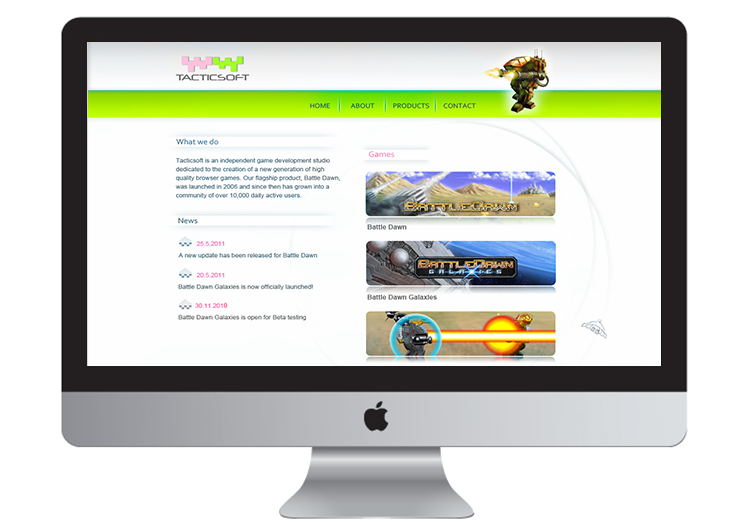 TACTICSOFT
HOME ABOUT PRODUCTS CONTACT
What we do
Tacticsoft is an independent game development studio
dedicated to the creation of a new generation of high
quality browser games. Our flagship product, Battle Dawn,
was launched in 2006 and since then has grown into a
community of over 10,000 daily active users.
News
25.5.2011
A new update has been released for Battle Dawn
20.5.2011
Battle Dawn Galaxies is now officially launched!
30.11.2010
Battle Dawn Galaxies is open for Beta testing
Games
BATTLEDAWN
Battle Dawn
BATTLEDAWN
GALAXIES
Battle Dawn Galaxies